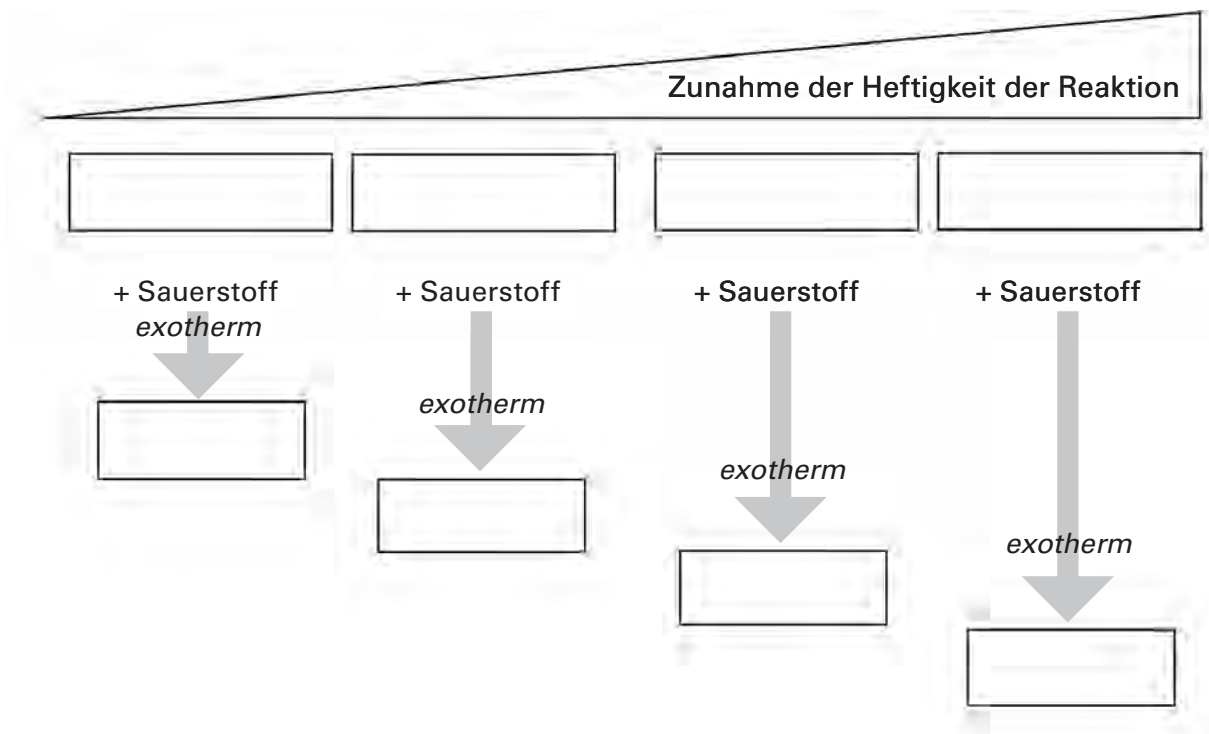 Zunahme der Heftigkeit der Reaktion
+ Sauerstoff
exotherm
+ Sauerstoff
exotherm
+ Sauerstoff
exotherm
+ Sauerstoff
exotherm